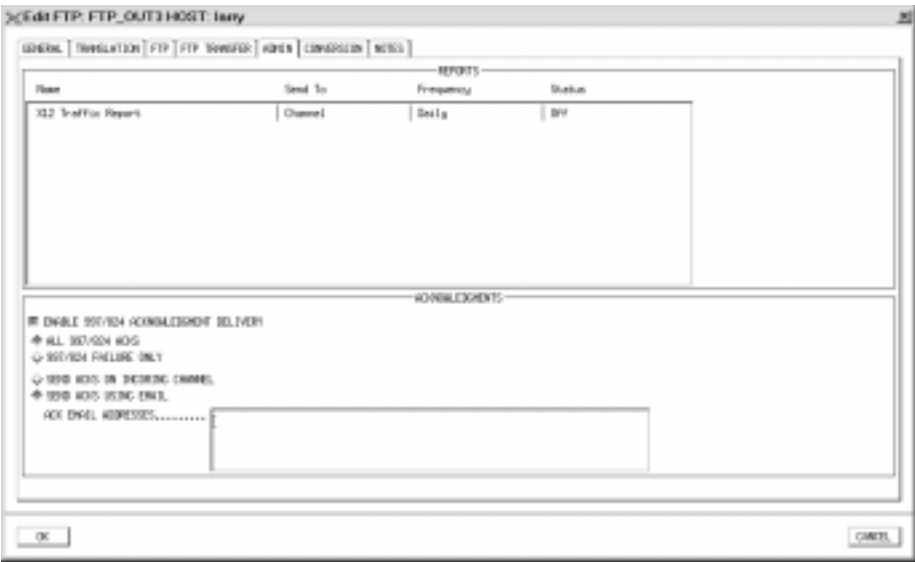 Edit FTP: FTP_OUT3 HOST: larry
GENERAL TRANSLATION FTP FTP TRANSFER ADMIN CONVERSION NOTES
REPORTS
Name Send To Frequency Status
X12 Traffic Report Channel Daily OFF
ACKNOWLEDGMENTS
ENABLE 997/824 ACKNOWLEDGMENT DELIVERY
ALL 997/824 ACKS
997/824 FAILURE ONLY
SEND ACKS ON INCOMING CHANNEL
SEND ACKS USING EMAIL
ACK EMAIL ADDRESSES..........
OK CANCEL